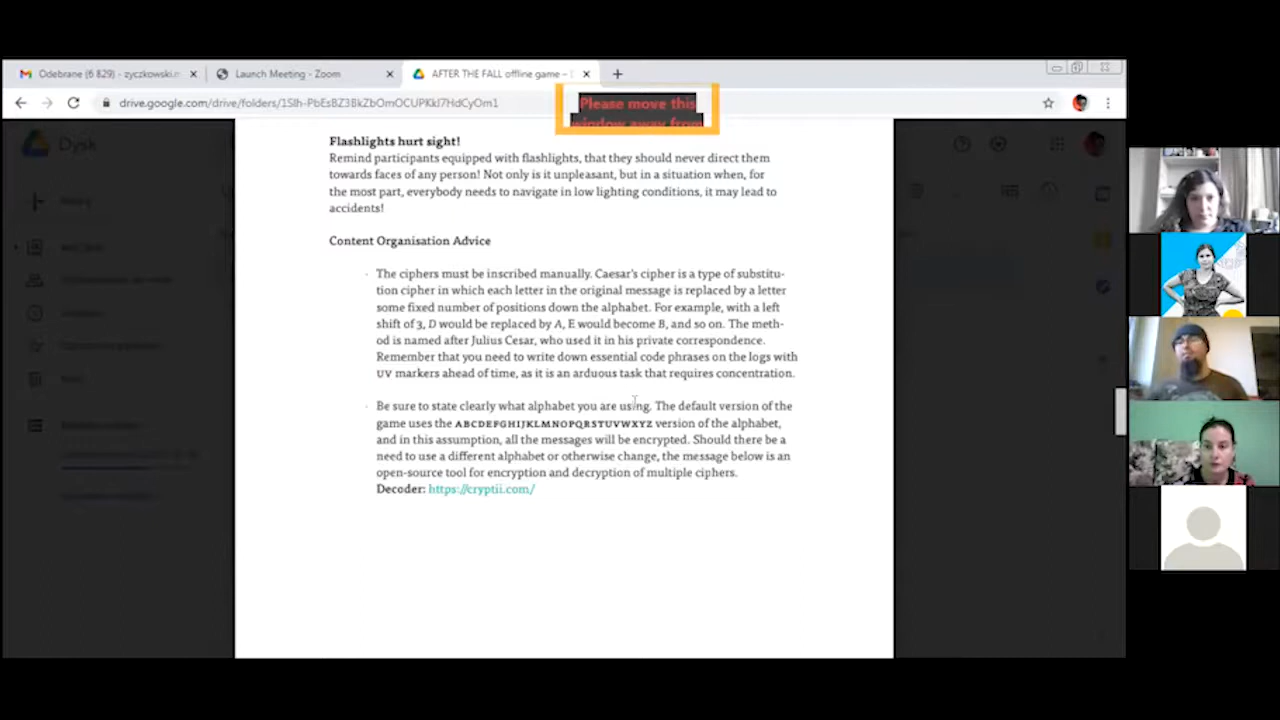 Odebrane (6 829) - zyczkowski.r
Launch Meeting - Zoom
AFTER THE FALL offline game –
drive.google.com/drive/folders/
Please move this
window away from
Dysk
Flashlights hurt sight!
Remind participants equipped with flashlights, that they should never direct them
towards faces of any person! Not only is it unpleasant, but in a situation when, for
the most part, everybody needs to navigate in low lighting conditions, it may lead to
accidents!
Content Organisation Advice
· The ciphers must be inscribed manually. Caesar's cipher is a type of substitu-
tion cipher in which each letter in the original message is replaced by a letter
some fixed number of positions down the alphabet. For example, with a left
shift of 3, D would be replaced by A, E would become B, and so on. The meth-
od is named after Julius Cesar, who used it in his private correspondence.
Remember that you need to write down essential code phrases on the logs with
UV markers ahead of time, as it is an arduous task that requires concentration.
· Be sure to state clearly what alphabet you are using. The default version of the
game uses the ABCDEFGHIJKLMNOPQRSTUVWXYZ version of the alphabet,
and in this assumption, all the messages will be encrypted. Should there be a
need to use a different alphabet or otherwise change, the message below is an
open-source tool for encryption and decryption of multiple ciphers.
Decoder: https://cryptii.com/